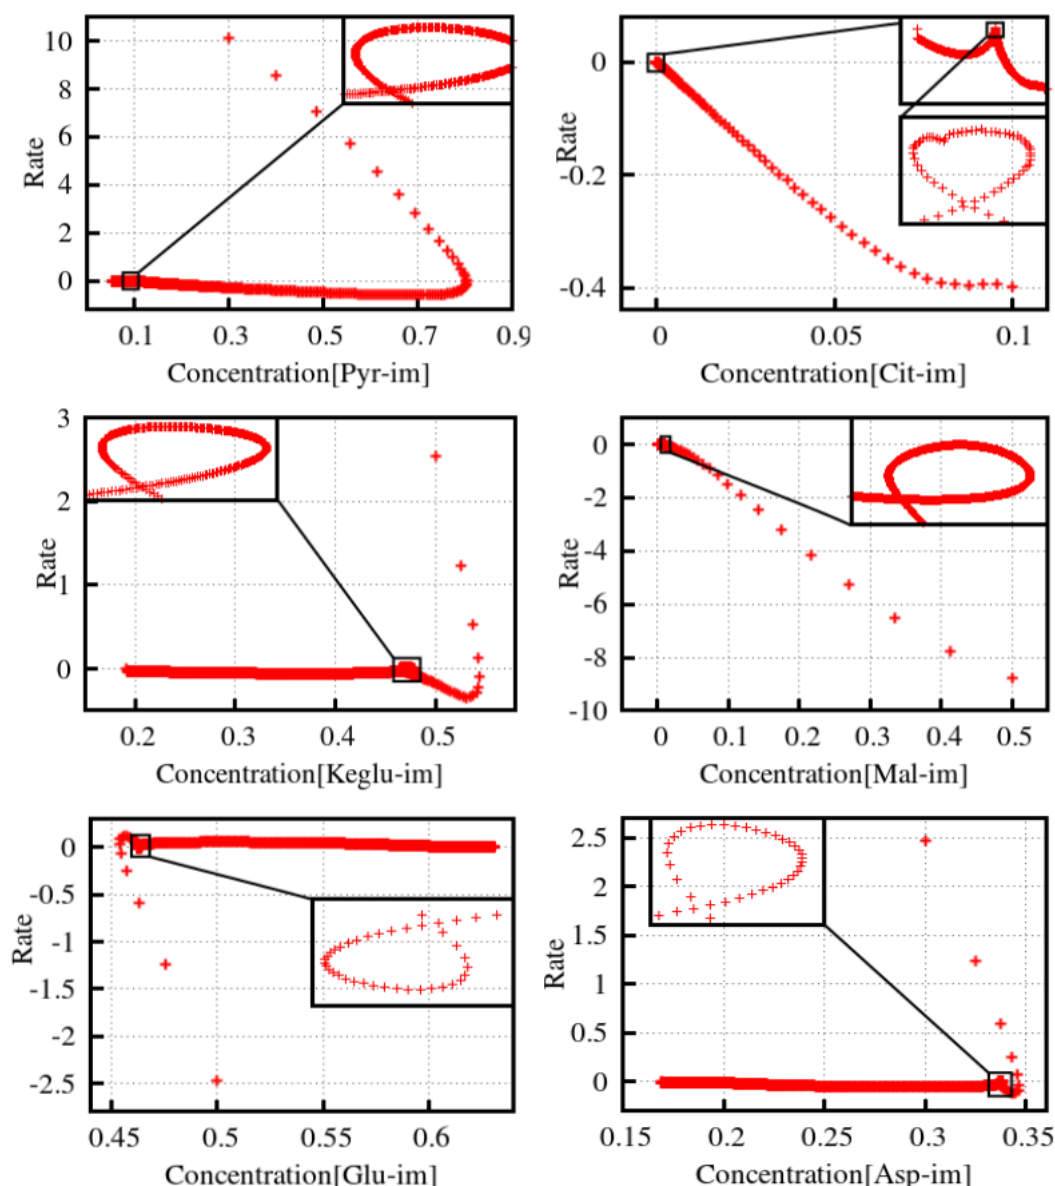 10
8
6
4
2
0
Rate
0.1 0.3 0.5 0.7 0.9
Concentration[Pyr-im]
0
-0.2
-0.4
Rate
0 0.05 0.1
Concentration[Cit-im]
3
2
1
0
Rate
0.2 0.3 0.4 0.5
Concentration[Keglu-im]
0
-2
-4
-6
-8
-10
Rate
0 0.1 0.2 0.3 0.4 0.5
Concentration[Mal-im]
0
-0.5
-1
-1.5
-2
-2.5
Rate
0.45 0.5 0.55 0.6
Concentration[Glu-im]
2.5
2
1.5
1
0.5
0
Rate
0.15 0.2 0.25 0.3 0.35
Concentration[Asp-im]